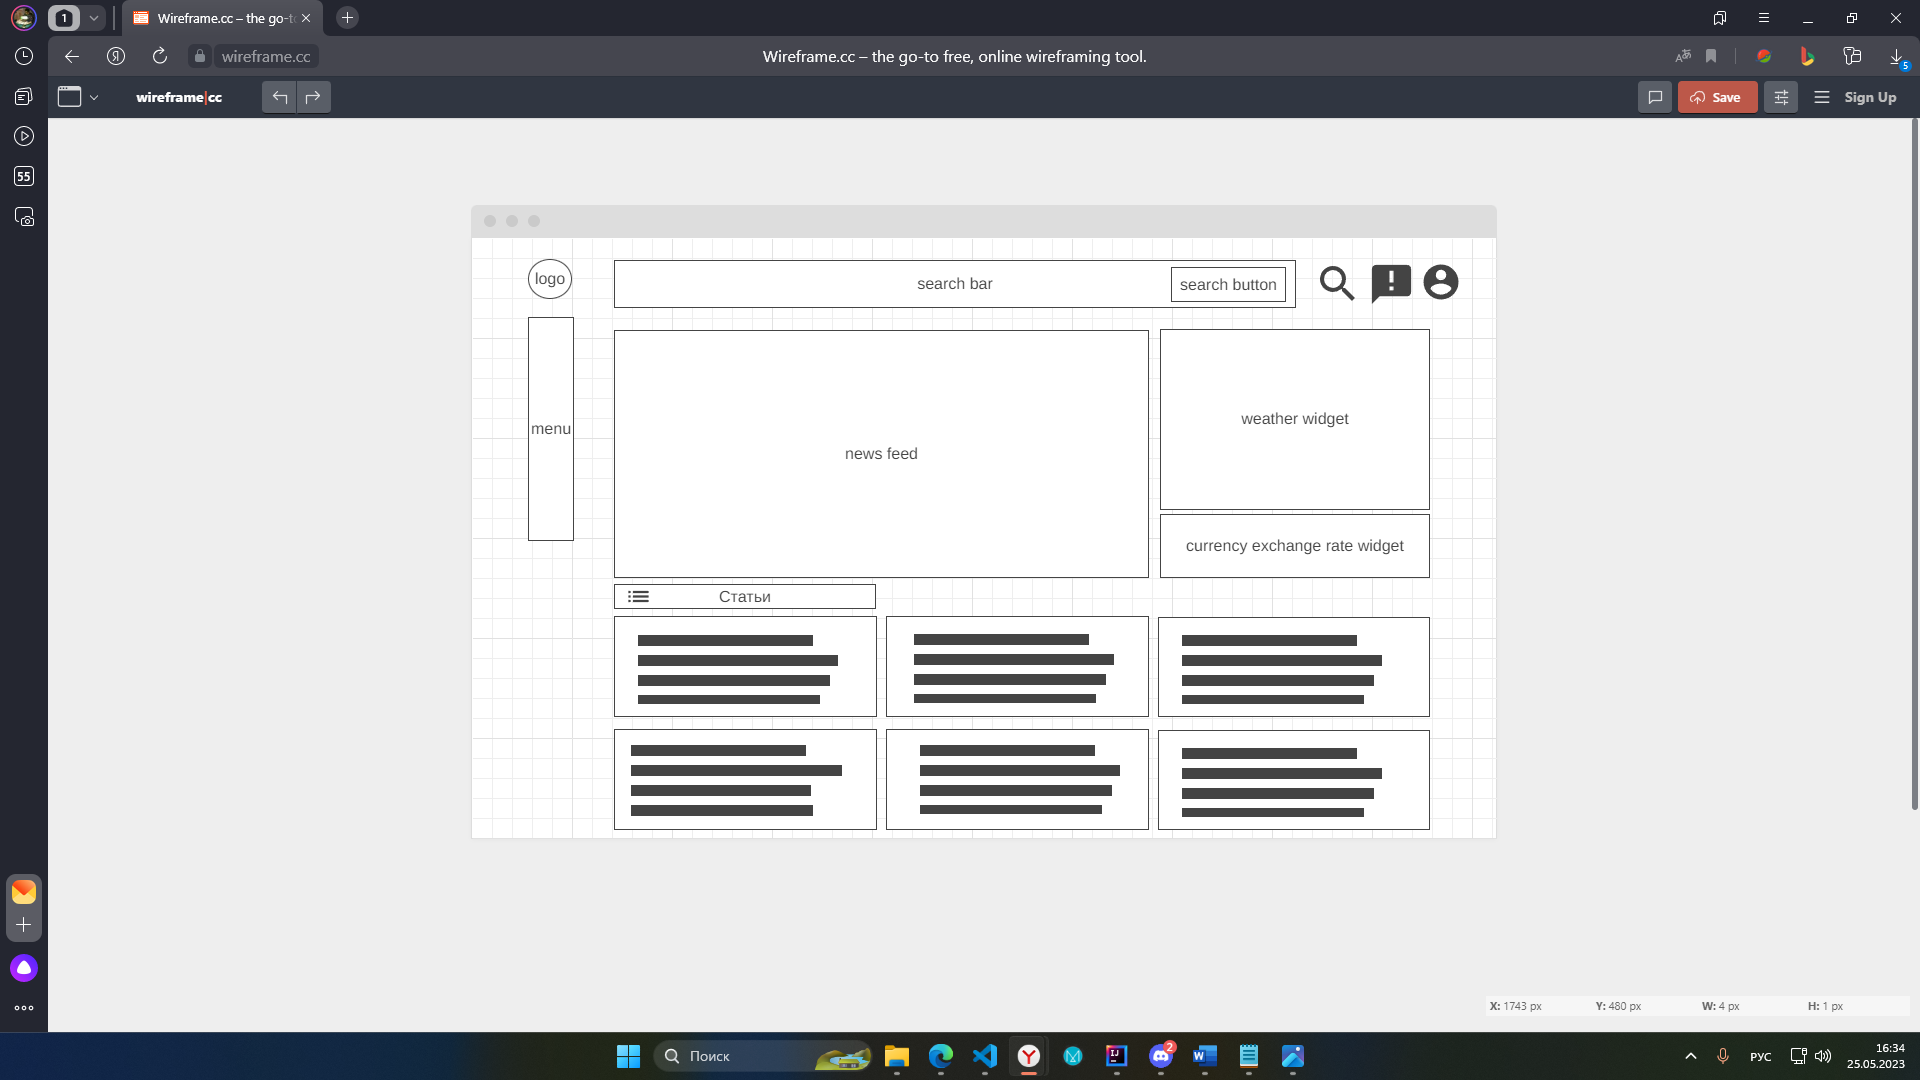 1
Wireframe.cc – the go-to
wireframe.cc
Wireframe.cc – the go-to free, online wireframing tool.
5
wireframe|cc
Save
Sign Up
55
logo
search bar
search button
menu
news feed
weather widget
currency exchange rate widget
Статьи
X: 1743 px Y: 480 px W: 4 px H: 1 px
Поиск
2
РУС
16:34
25.05.2023